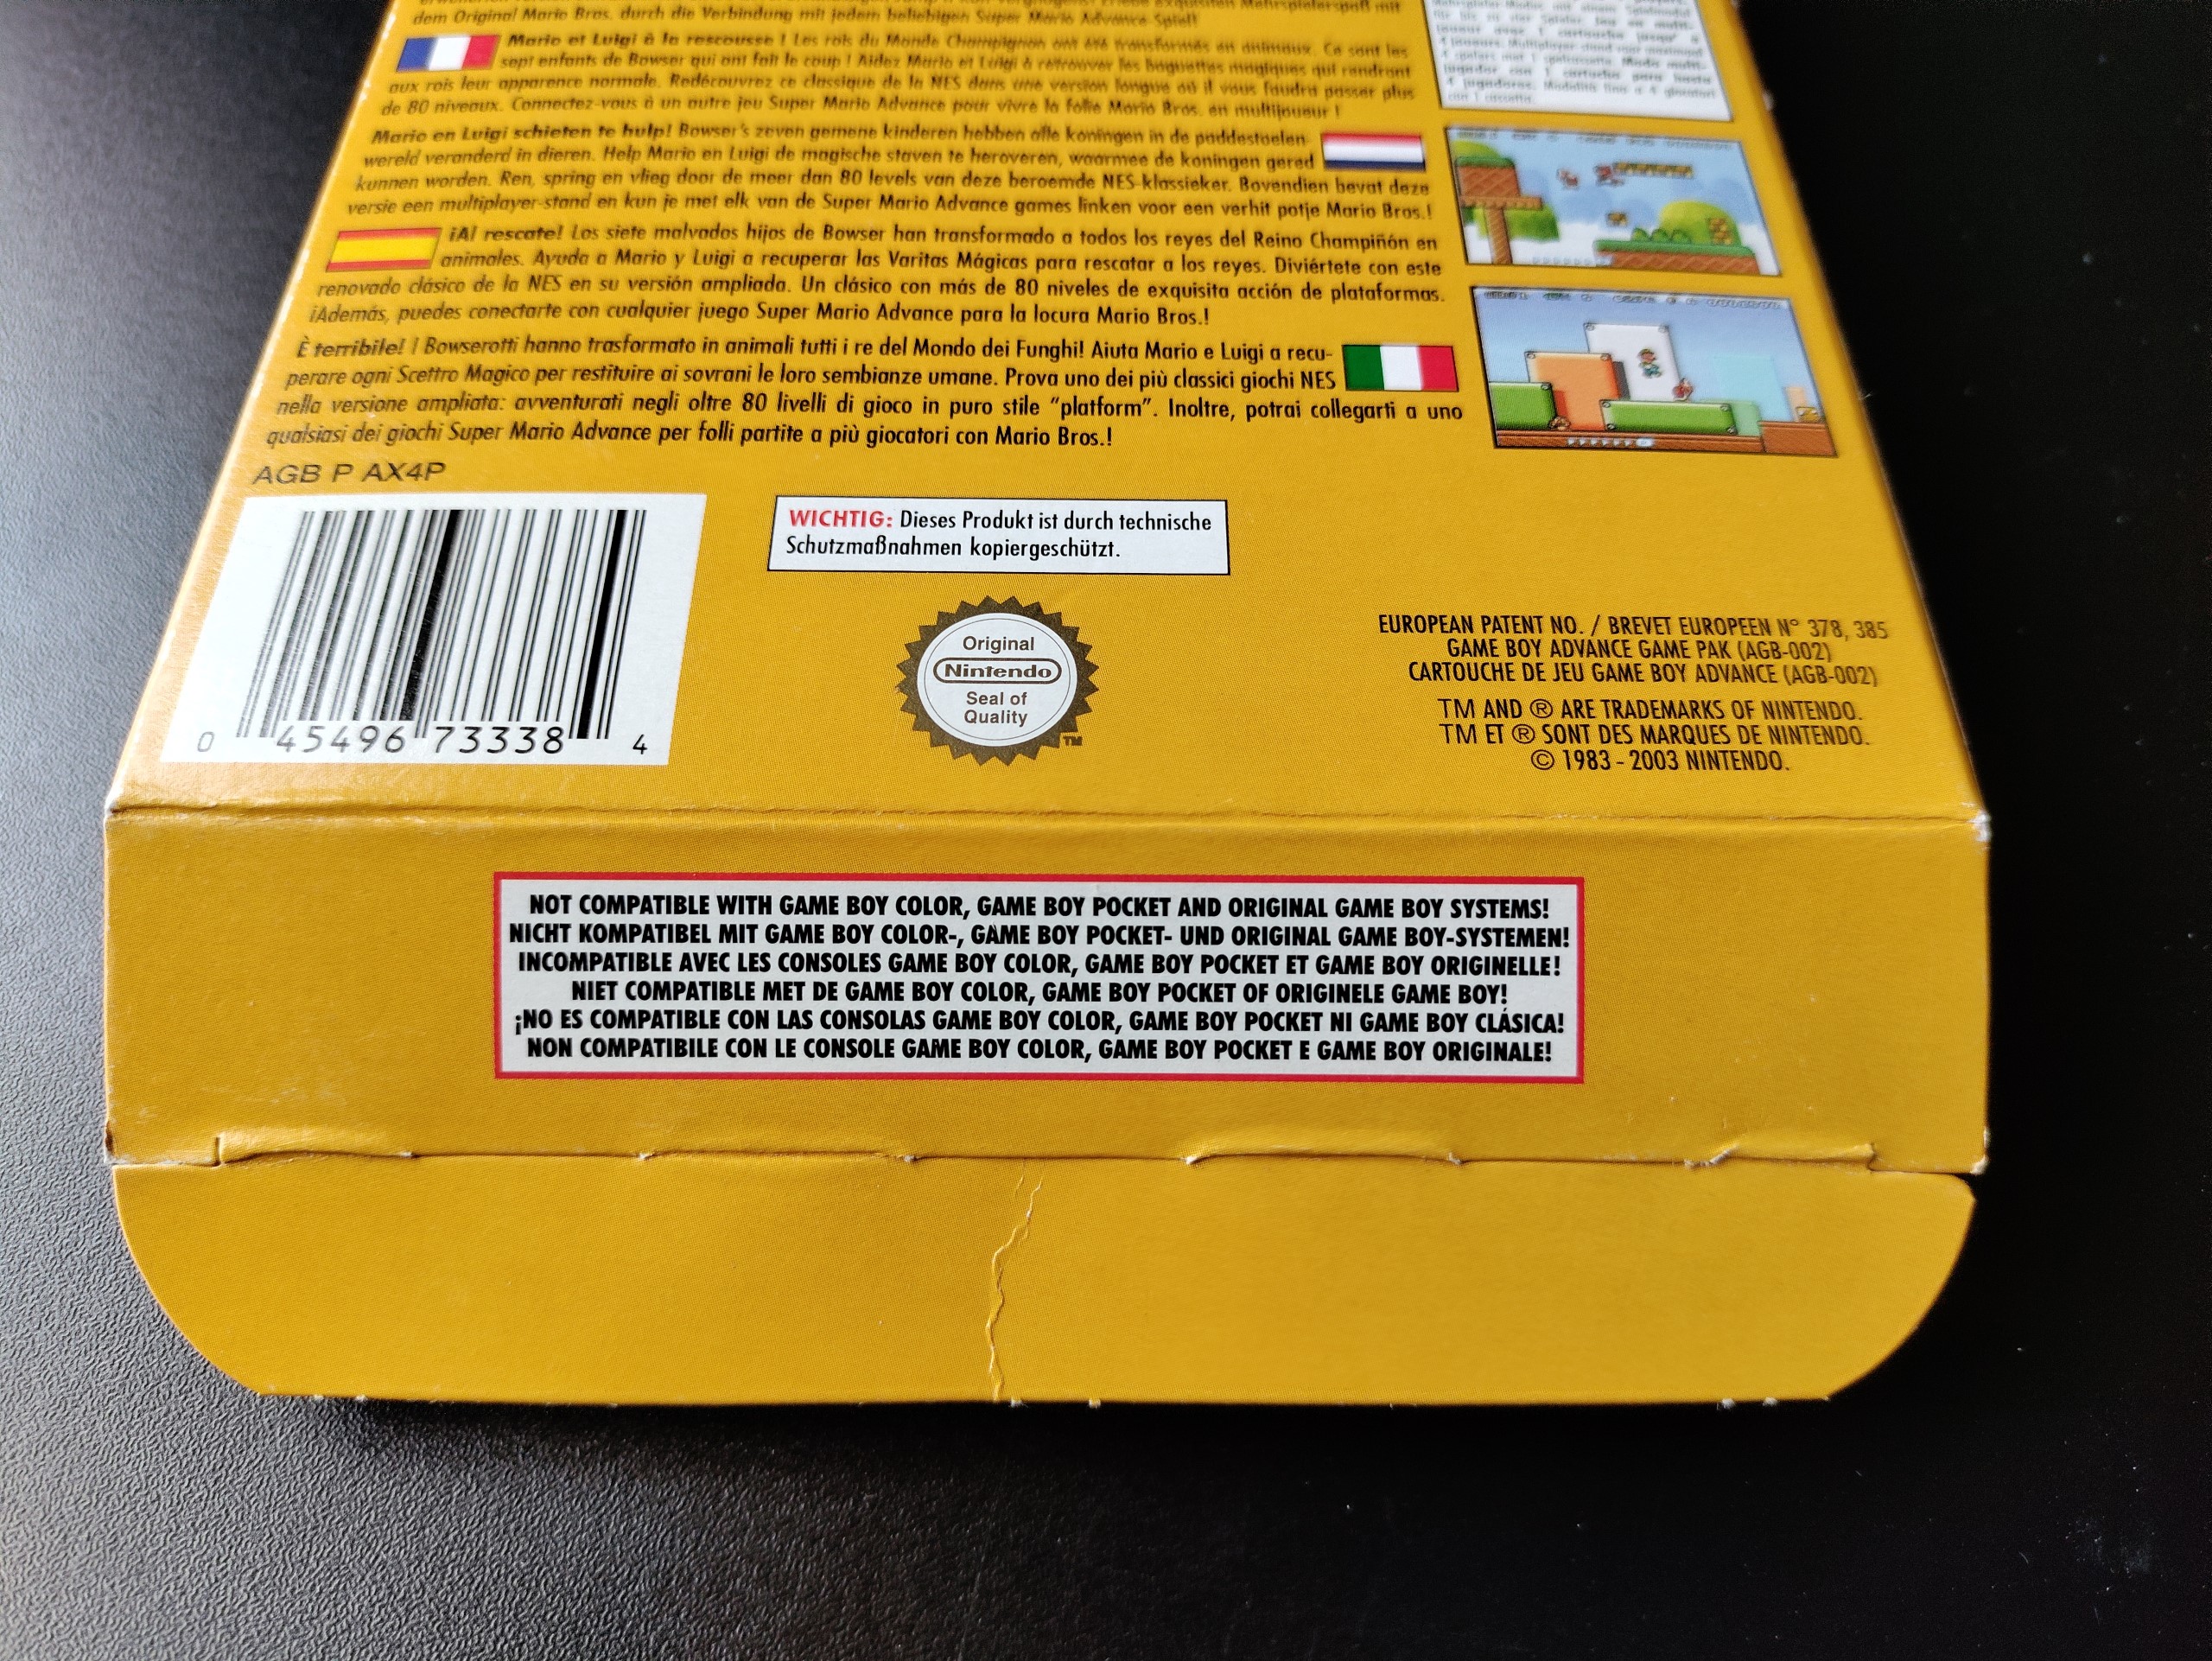 dem Original Mario Bros. durch die Verbindung mit jedem beliebigen Super Mario Advance-Spiel!
Mario et Luigi à la rescousse ! Les rois du Monde Champignon ont été transformés en animaux. Ce sont les
sept enfants de Bowser qui ont fait le coup ! Aidez Mario et Luigi à retrouver les baguettes magiques qui rendront
aux rois leur apparence normale. Redécouvrez ce classique de la NES dans une version longue où il vous faudra passer plus
de 80 niveaux. Connectez-vous à un autre jeu Super Mario Advance pour vivre la folie Mario Bros. en multijoueur !
Mario en Luigi schieten te hulp! Bowser's zeven gemene kinderen hebben alle koningen in de paddestoelen-
wereld veranderd in dieren. Help Mario en Luigi de magische staven te heroveren, waarmee de koningen gered
kunnen worden. Ren, spring en vlieg door de meer dan 80 levels van deze beroemde NES-klassieker. Bovendien bevat deze
versie een multiplayer-stand en kun je met elk van de Super Mario Advance games linken voor een verhit potje Mario Bros.!
¡Al rescate! Los siete malvados hijos de Bowser han transformado a todos los reyes del Reino Champiñón en
animales. Ayuda a Mario y Luigi a recuperar las Varitas Mágicas para rescatar a los reyes. Diviértete con este
renovado clásico de la NES en su versión ampliada. Un clásico con más de 80 niveles de exquisita acción de plataformas.
¡Además, puedes conectarte con cualquier juego Super Mario Advance para la locura Mario Bros.!
È terribile! I Bowserotti hanno trasformato in animali tutti i re del Mondo dei Funghi! Aiuta Mario e Luigi a recu-
perare ogni Scettro Magico per restituire ai sovrani le loro sembianze umane. Prova uno dei più classici giochi NES
nella versione ampliata: avventurati negli oltre 80 livelli di gioco in puro stile "platform". Inoltre, potrai collegarti a uno
qualsiasi dei giochi Super Mario Advance per folli partite a più giocatori con Mario Bros.!
AGB P AX4P
0 45496 73338 4
WICHTIG: Dieses Produkt ist durch technische
Schutzmaßnahmen kopiergeschützt.
Original
Nintendo
Seal of
Quality
TM
EUROPEAN PATENT NO. / BREVET EUROPEEN N° 378, 385
GAME BOY ADVANCE GAME PAK (AGB-002)
CARTOUCHE DE JEU GAME BOY ADVANCE (AGB-002)
TM AND ® ARE TRADEMARKS OF NINTENDO.
TM ET ® SONT DES MARQUES DE NINTENDO.
© 1983 - 2003 NINTENDO.
NOT COMPATIBLE WITH GAME BOY COLOR, GAME BOY POCKET AND ORIGINAL GAME BOY SYSTEMS!
NICHT KOMPATIBEL MIT GAME BOY COLOR-, GAME BOY POCKET- UND ORIGINAL GAME BOY-SYSTEMEN!
INCOMPATIBLE AVEC LES CONSOLES GAME BOY COLOR, GAME BOY POCKET ET GAME BOY ORIGINELLE!
NIET COMPATIBLE MET DE GAME BOY COLOR, GAME BOY POCKET OF ORIGINELE GAME BOY!
¡NO ES COMPATIBLE CON LAS CONSOLAS GAME BOY COLOR, GAME BOY POCKET NI GAME BOY CLÁSICA!
NON COMPATIBILE CON LE CONSOLE GAME BOY COLOR, GAME BOY POCKET E GAME BOY ORIGINALE!